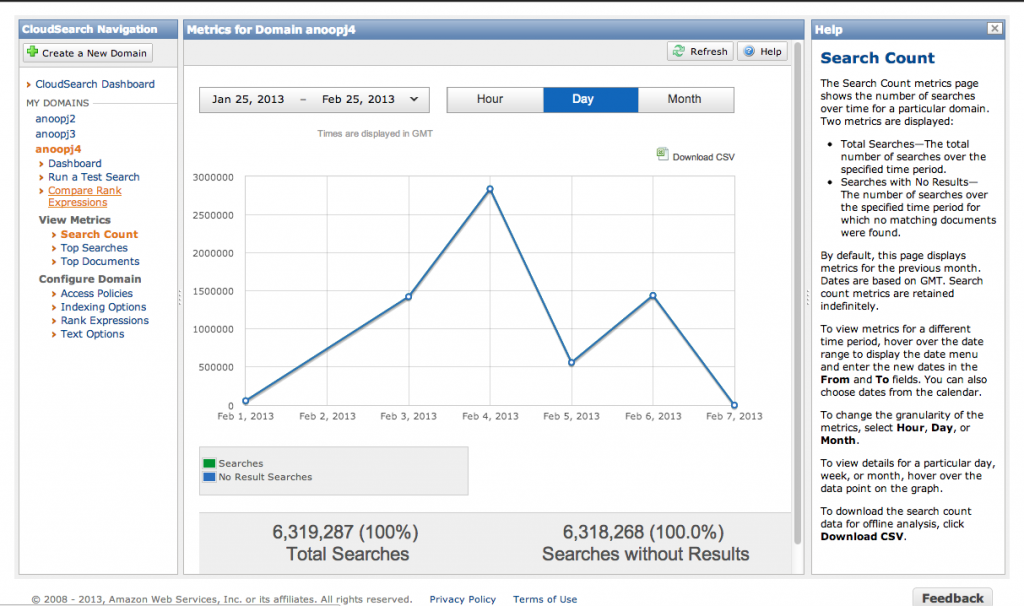 CloudSearch Navigation
Create a New Domain
CloudSearch Dashboard
MY DOMAINS
anoopj2
anoopj3
anoopj4
Dashboard
Run a Test Search
Compare Rank
Expressions
View Metrics
Search Count
Top Searches
Top Documents
Configure Domain
Access Policies
Indexing Options
Rank Expressions
Text Options
Metrics for Domain anoopj4
Refresh
Help
Jan 25, 2013 – Feb 25, 2013
Hour
Day
Month
Times are displayed in GMT
Download CSV
3000000
2500000
2000000
1500000
1000000
500000
0
Feb 1, 2013
Feb 2, 2013
Feb 3, 2013
Feb 4, 2013
Feb 5, 2013
Feb 6, 2013
Feb 7, 2013
Searches
No Result Searches
6,319,287 (100%)
Total Searches
6,318,268 (100.0%)
Searches without Results
Help
Search Count
The Search Count metrics page
shows the number of searches
over time for a particular domain.
Two metrics are displayed:
• Total Searches—The total
number of searches over the
specified time period.
• Searches with No Results—
The number of searches over
the specified time period for
which no matching documents
were found.
By default, this page displays
metrics for the previous month.
Dates are based on GMT. Search
count metrics are retained
indefinitely.
To view metrics for a different
time period, hover over the date
range to display the date menu
and enter the new dates in the
From and To fields. You can also
choose dates from the calendar.
To change the granularity of the
metrics, select Hour, Day, or
Month.
To view details for a particular day,
week, or month, hover over the
data point on the graph.
To download the search count
data for offline analysis, click
Download CSV.
© 2008 - 2013, Amazon Web Services, Inc. or its affiliates. All rights reserved. Privacy Policy Terms of Use
Feedback